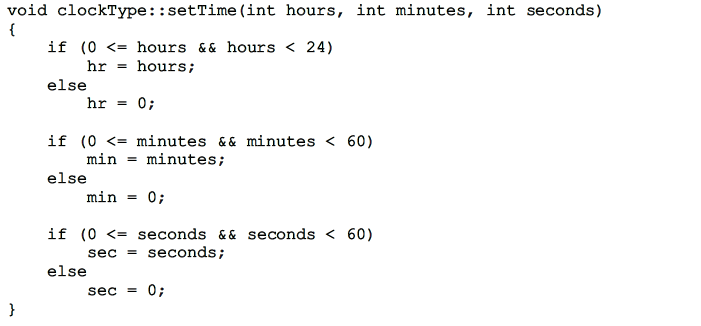 void clockType::setTime(int hours, int minutes, int seconds)
{
    if (0 <= hours && hours < 24)
        hr = hours;
    else
        hr = 0;

    if (0 <= minutes && minutes < 60)
        min = minutes;
    else
        min = 0;

    if (0 <= seconds && seconds < 60)
        sec = seconds;
    else
        sec = 0;
}